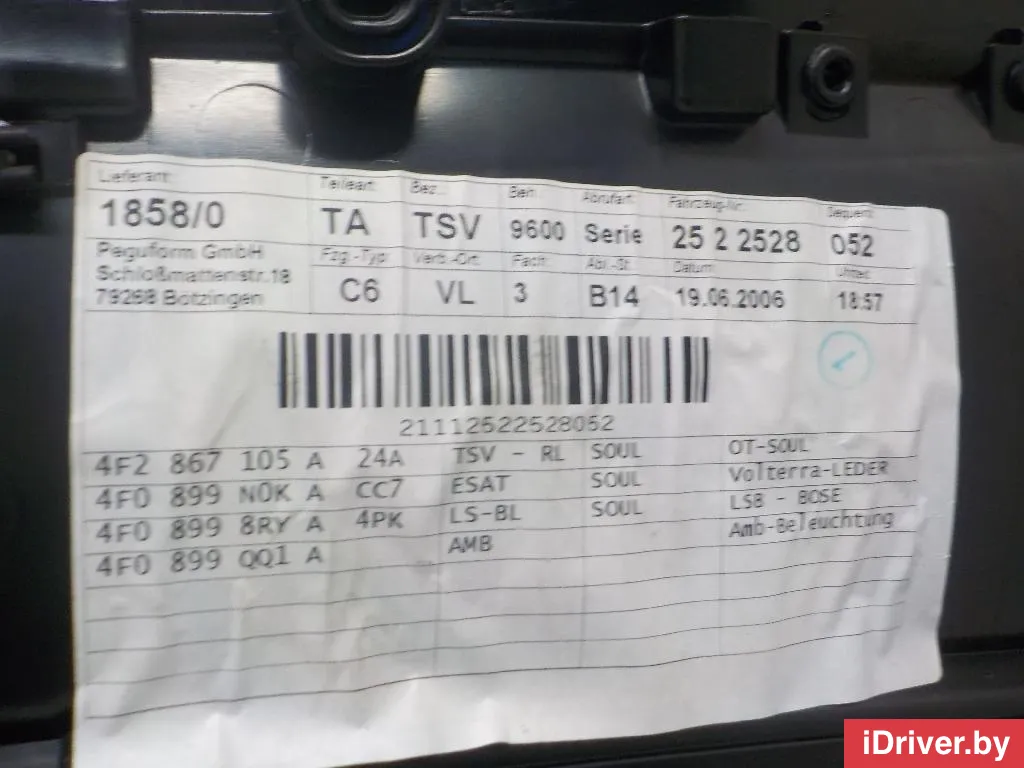 Lieferant: Teileart: Bez.: Beh. Abrufart: Fahrzeug-Nr.: Sequenz:
1858/0 TA TSV 9600 Serie 25 2 2528 052
Peguform GmbH Fzg.-Typ: Verb.-Ort: Fach: Abl.-St. Datum: Uhrzeit:
Schloßmattenstr.18
79268 Botzingen C6 VL 3 B14 19.06.2006 18:57
1
21112522528052
4F2 867 105 A 24A TSV - RL SOUL OT-SOUL
4F0 899 N0K A CC7 ESAT SOUL Volterra-LEDER
4F0 899 8RY A 4PK LS-BL SOUL LSB - BOSE
4F0 899 QQ1 A AMB Amb-Beleuchtung
iDriver.by